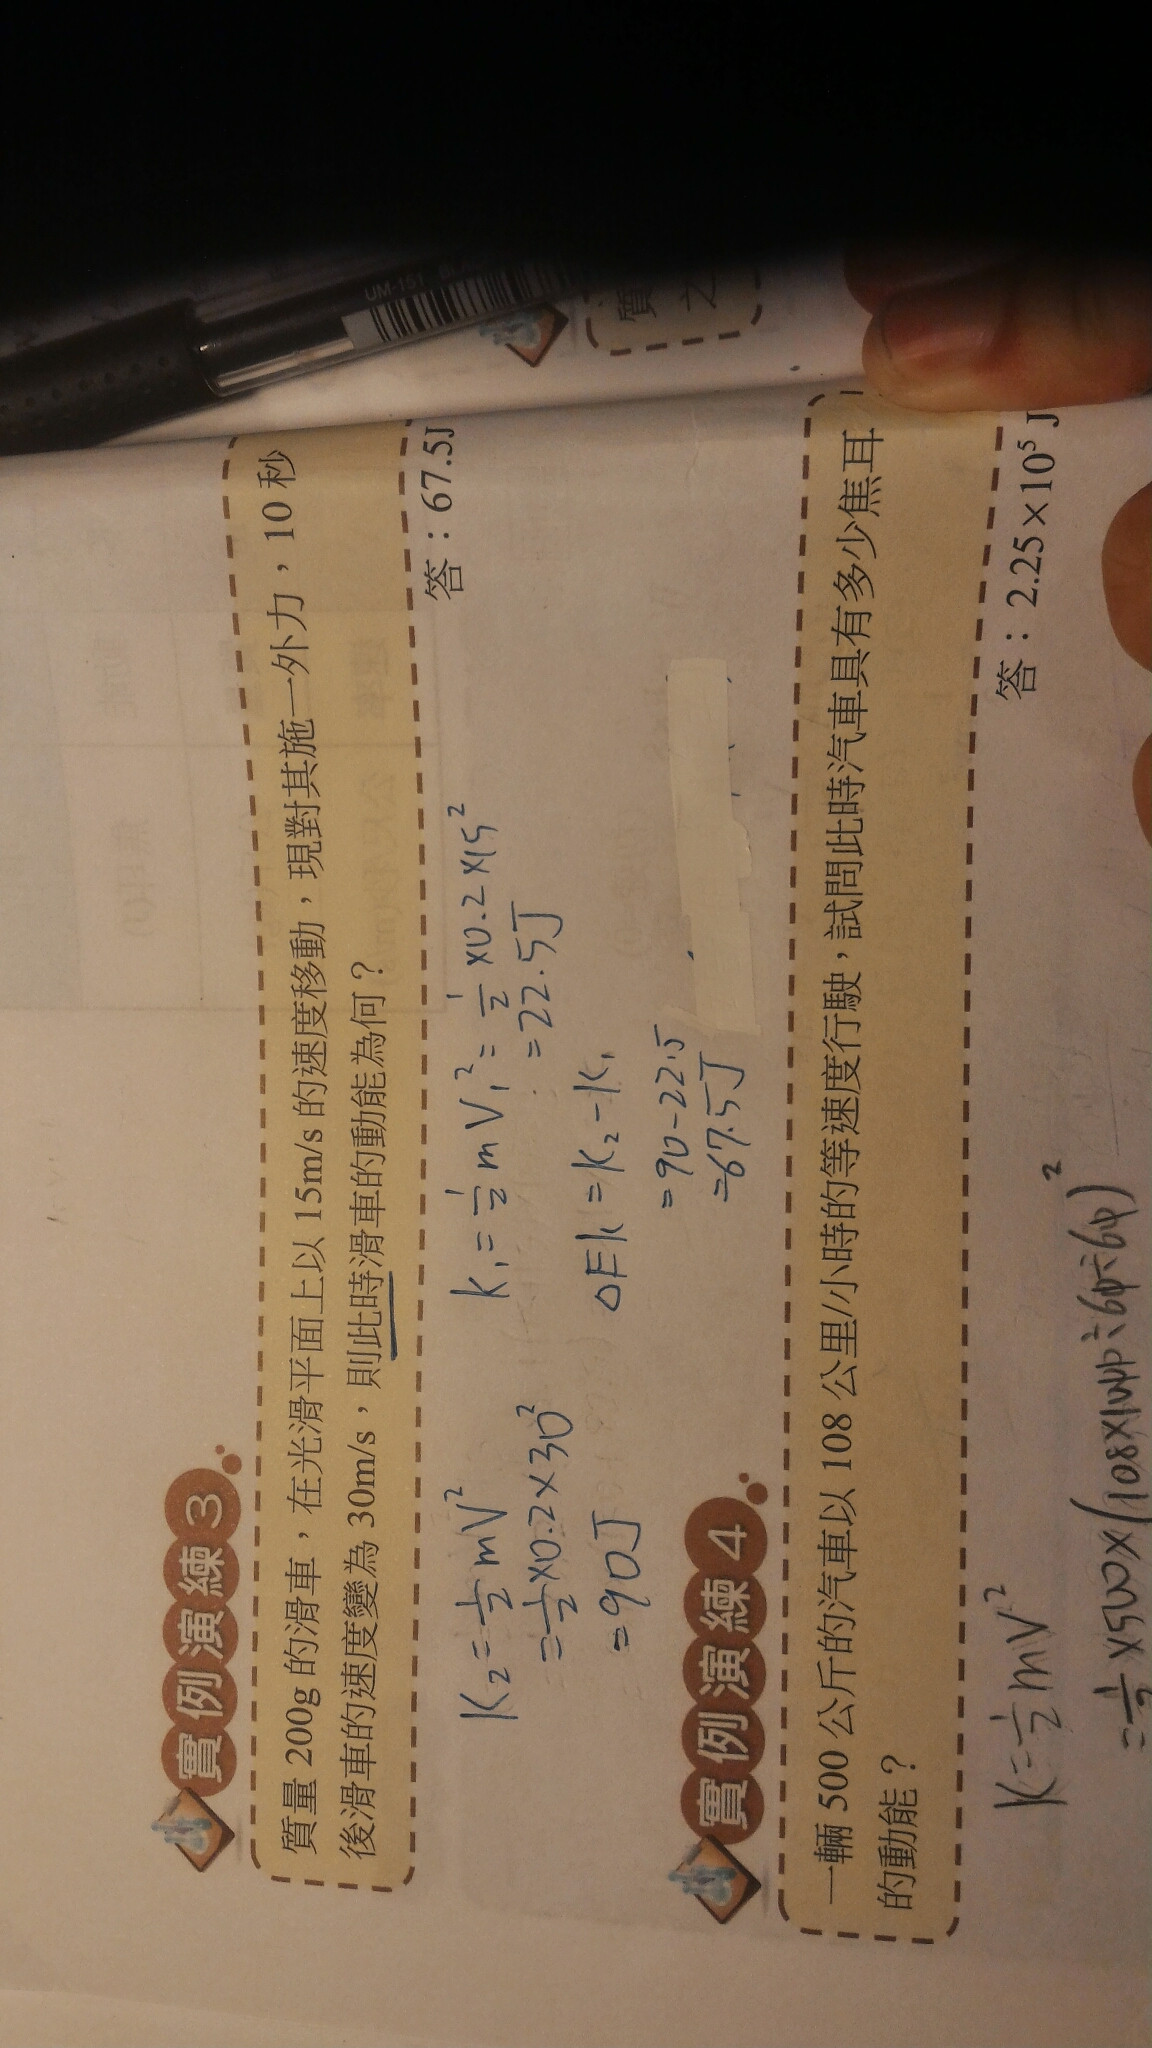 實例演練3
質量 200g 的滑車，在光滑平面上以 15m/s 的速度移動，現對其施一外力，10 秒
後滑車的速度變為 30m/s，則此時滑車的動能為何？
答：67.5J
K₂=½mV²
=½×0.2×30²
=90J
K₁=½mV₁²=½×0.2×15²
=22.5J
△Ek=K₂-K₁
=90-22.5
=67.5J
實例演練4
一輛 500 公斤的汽車以 108 公里/小時的等速度行駛，試問此時汽車具有多少焦耳
的動能？
答：2.25×10⁵ J
K=½mV²
=½×500×(108×1000÷60÷60)²
UM-151
質
之